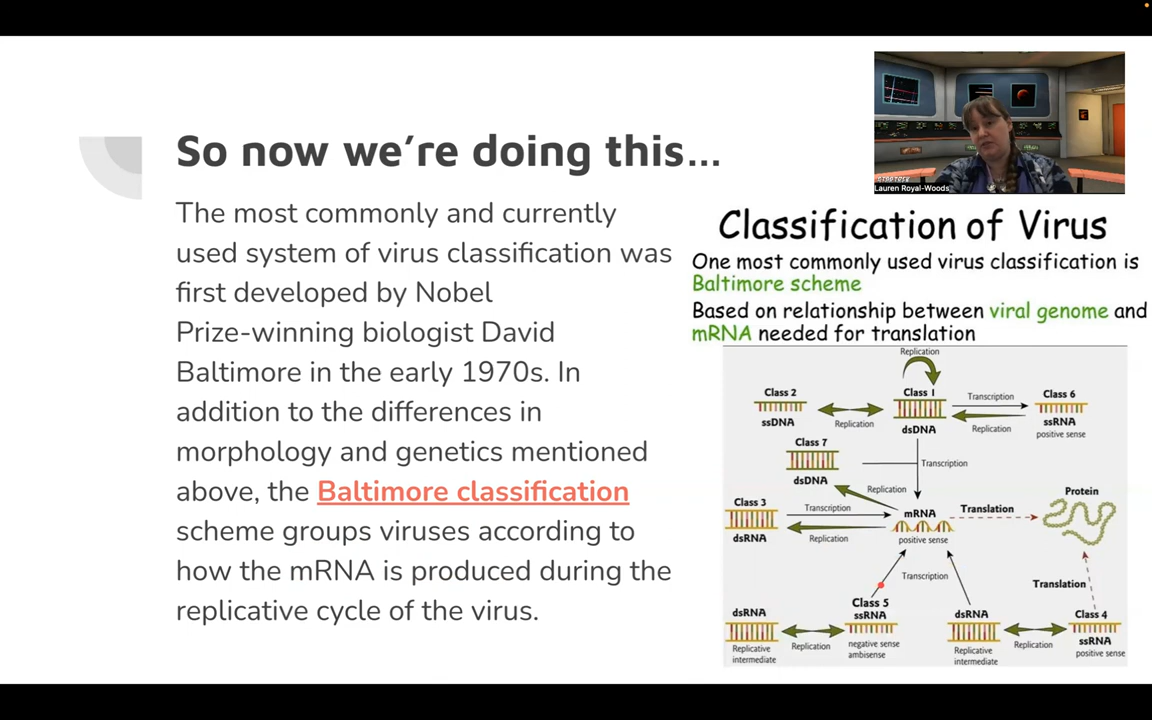 So now we're doing this...
The most commonly and currently
used system of virus classification was
first developed by Nobel
Prize-winning biologist David
Baltimore in the early 1970s. In
addition to the differences in
morphology and genetics mentioned
above, the Baltimore classification
scheme groups viruses according to
how the mRNA is produced during the
replicative cycle of the virus.
STAR TREK
Lauren Royal-Woods
Classification of Virus
One most commonly used virus classification is
Baltimore scheme
Based on relationship between viral genome and
mRNA needed for translation
Replication
Class 2
ssDNA
Replication
Class 1
dsDNA
Transcription
Replication
Class 6
ssRNA
positive sense
Class 7
dsDNA
Transcription
Replication
Class 3
dsRNA
Transcription
Replication
mRNA
positive sense
Translation
Protein
Transcription
Translation
dsRNA
Replicative
intermediate
Replication
Class 5
ssRNA
negative sense
ambisense
dsRNA
Replicative
intermediate
Replication
Class 4
ssRNA
positive sense